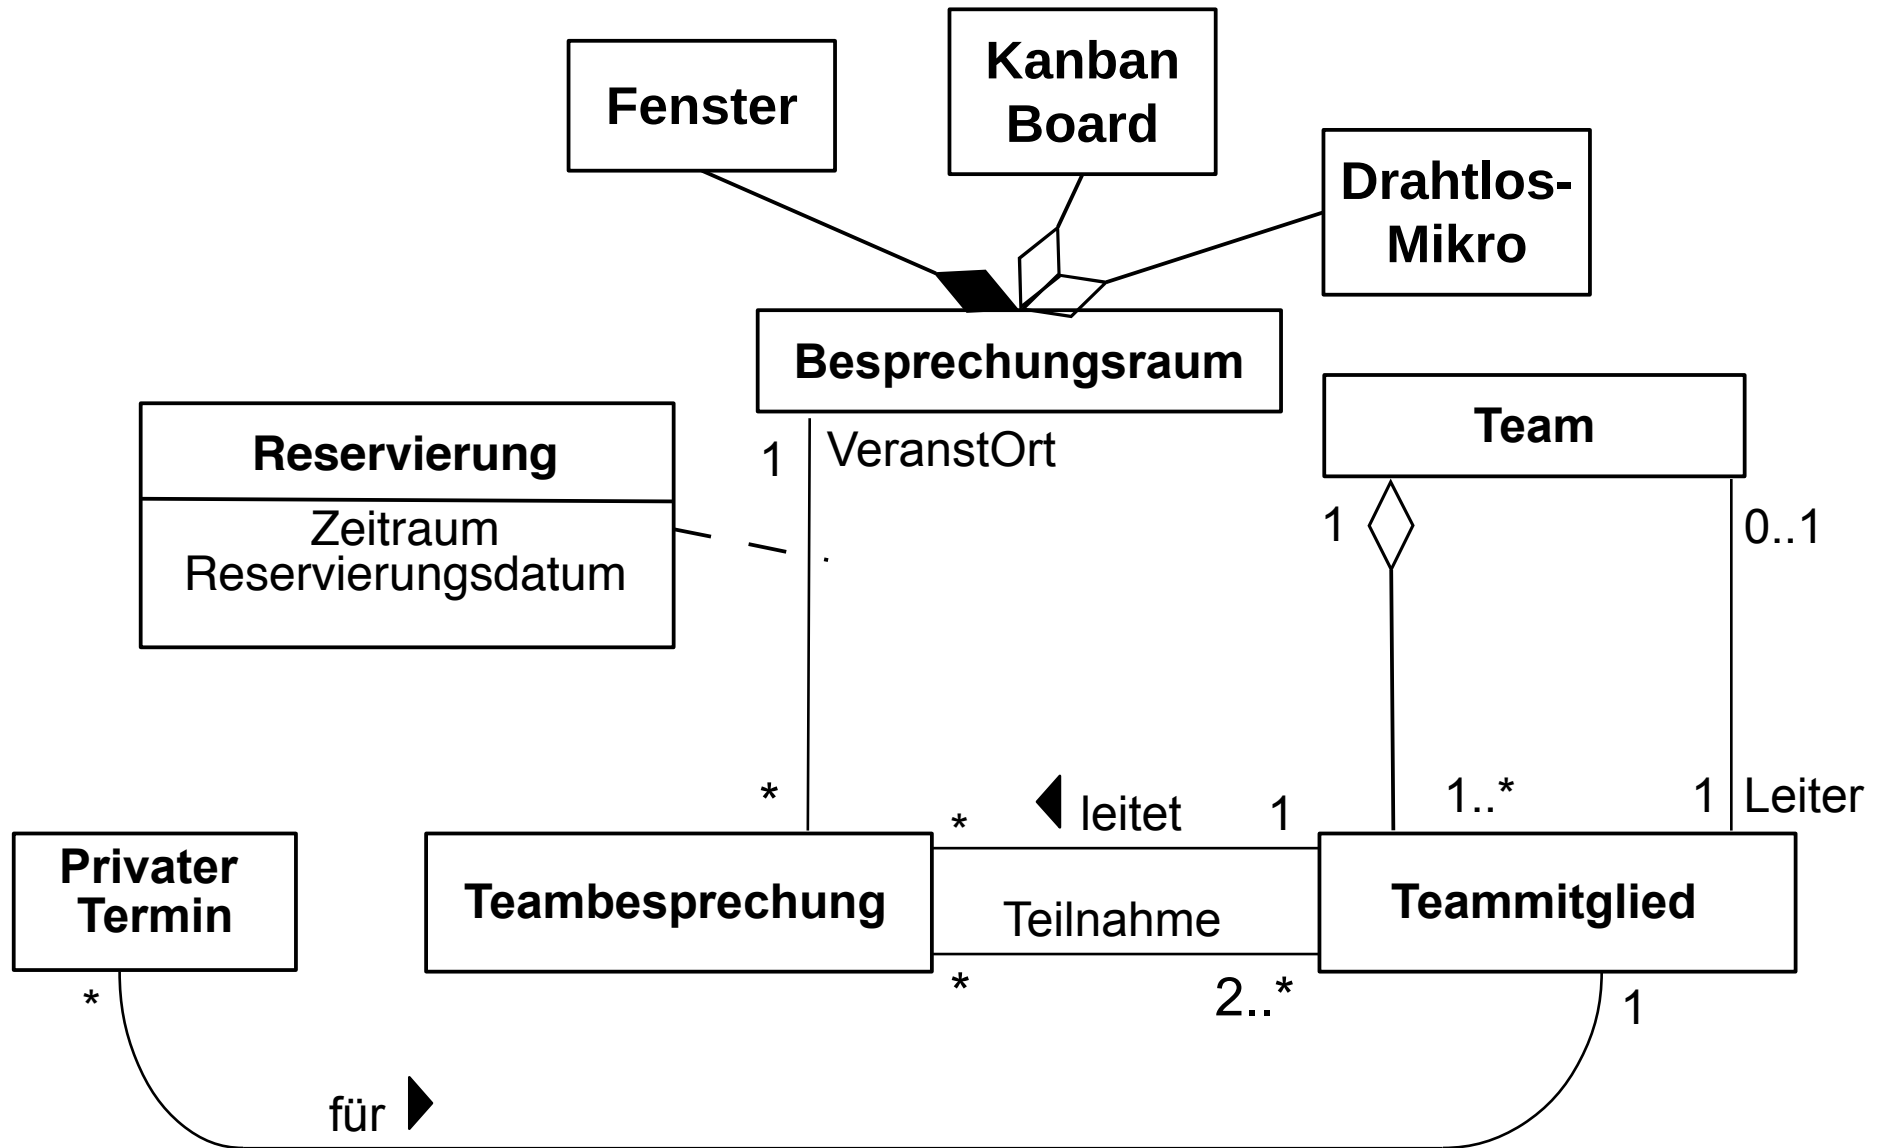 Kanban
Board
Fenster
Drahtlos-
Mikro
Besprechungsraum
Team
Reservierung
Zeitraum
Reservierungsdatum
1
VeranstOrt
1
0..1
*
*
leitet
1
1..*
1
Leiter
Privater
Termin
Teambesprechung
Teilnahme
Teammitglied
*
*
2..*
1
für